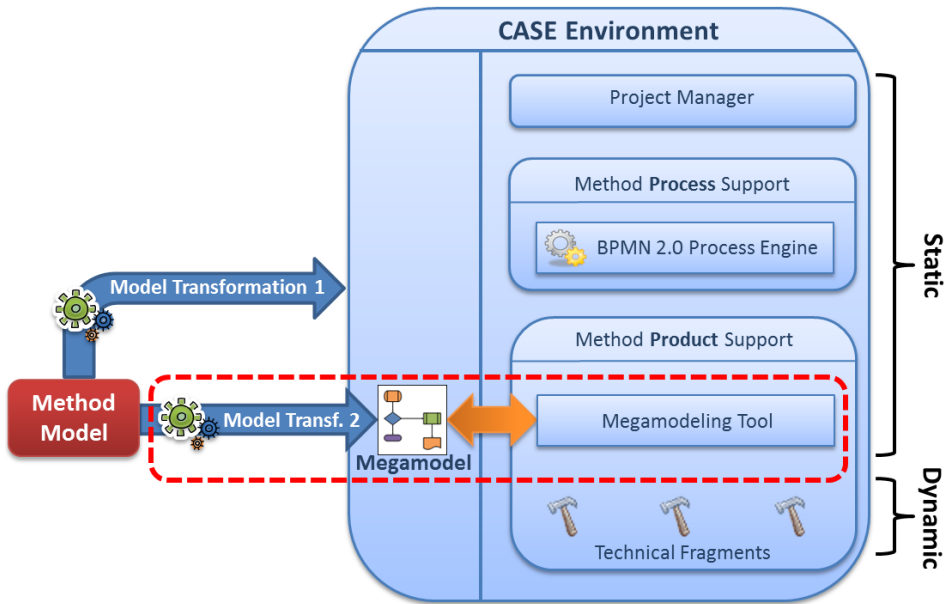 CASE Environment
Project Manager
Method Process Support
BPMN 2.0 Process Engine
Static
Model Transformation 1
Method Product Support
Method
Model
Model Transf. 2
Megamodeling Tool
Megamodel
Dynamic
Technical Fragments